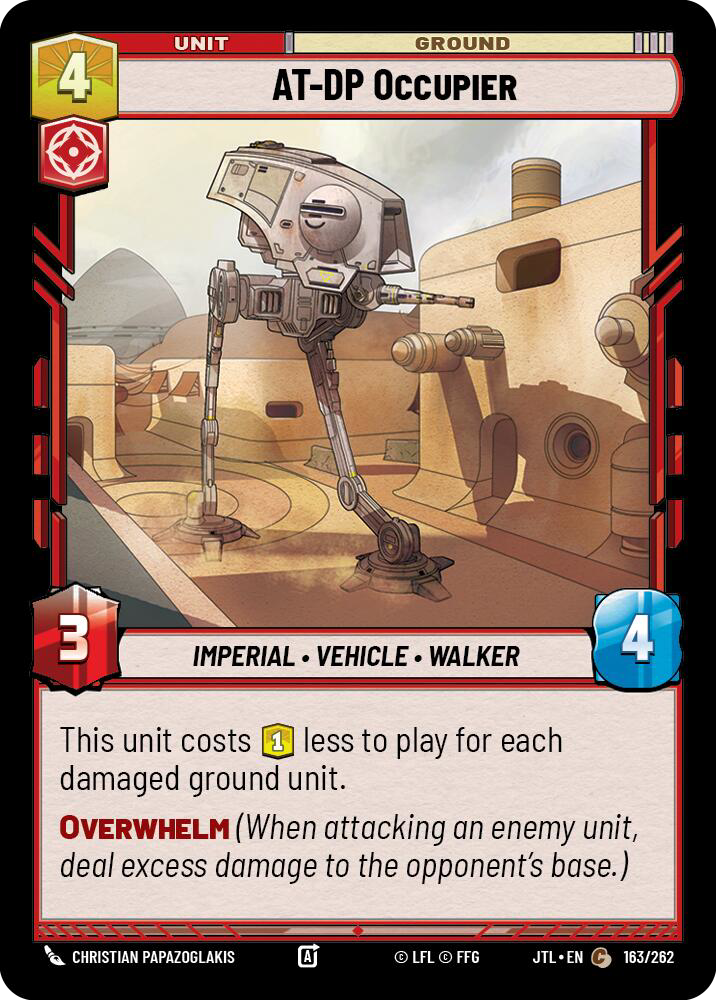 UNIT
GROUND
4
AT-DP Occupier
3
IMPERIAL • VEHICLE • WALKER
4
This unit costs 1 less to play for each
damaged ground unit.
OVERWHELM (When attacking an enemy unit,
deal excess damage to the opponent's base.)
CHRISTIAN PAPAZOGLAKIS
A
© LFL © FFG
JTL • EN
C
163/262